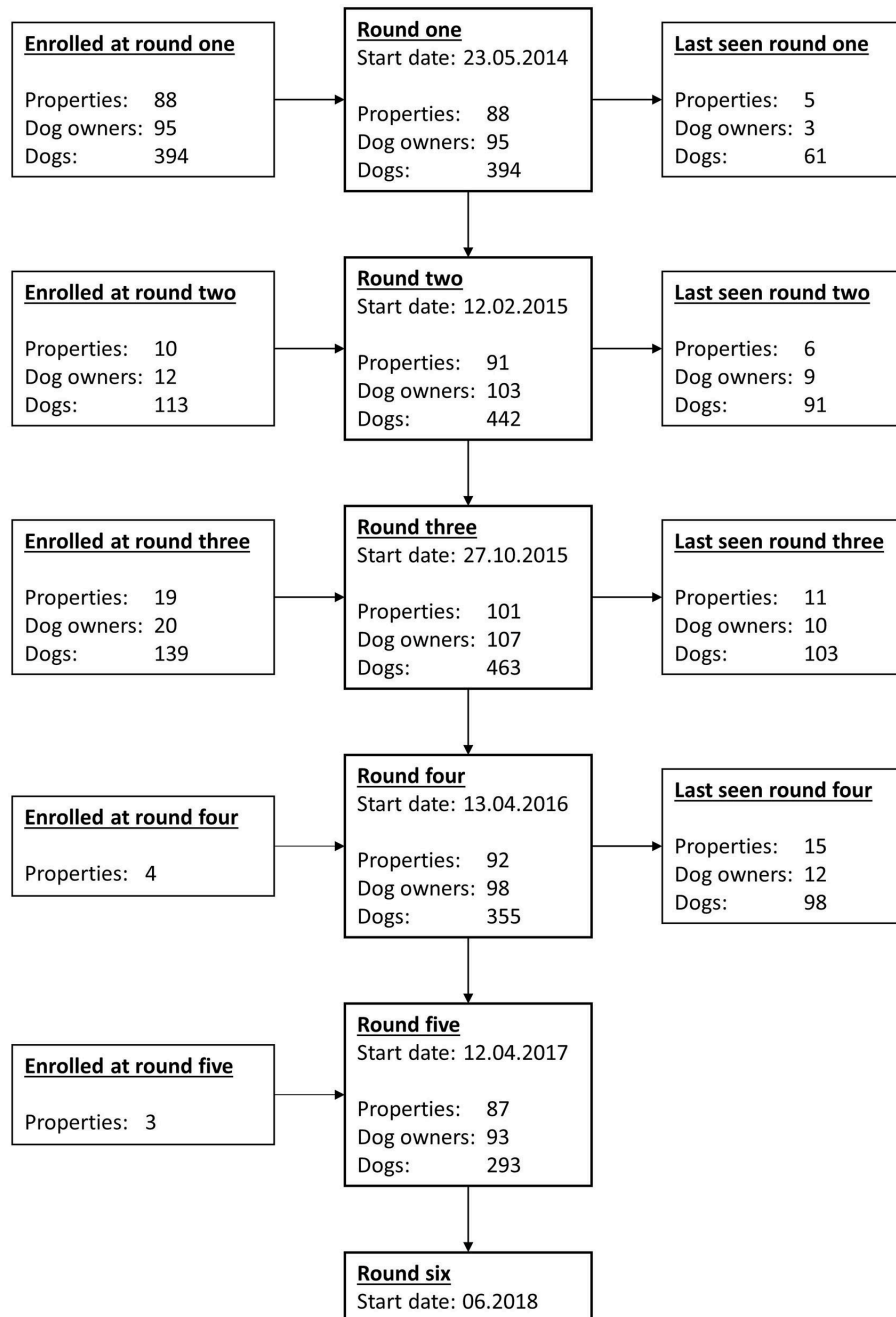 Enrolled at round one
Properties: 88
Dog owners: 95
Dogs: 394
Round one
Start date: 23.05.2014
Properties: 88
Dog owners: 95
Dogs: 394
Last seen round one
Properties: 5
Dog owners: 3
Dogs: 61
Enrolled at round two
Properties: 10
Dog owners: 12
Dogs: 113
Round two
Start date: 12.02.2015
Properties: 91
Dog owners: 103
Dogs: 442
Last seen round two
Properties: 6
Dog owners: 9
Dogs: 91
Enrolled at round three
Properties: 19
Dog owners: 20
Dogs: 139
Round three
Start date: 27.10.2015
Properties: 101
Dog owners: 107
Dogs: 463
Last seen round three
Properties: 11
Dog owners: 10
Dogs: 103
Enrolled at round four
Properties: 4
Round four
Start date: 13.04.2016
Properties: 92
Dog owners: 98
Dogs: 355
Last seen round four
Properties: 15
Dog owners: 12
Dogs: 98
Enrolled at round five
Properties: 3
Round five
Start date: 12.04.2017
Properties: 87
Dog owners: 93
Dogs: 293
Round six
Start date: 06.2018